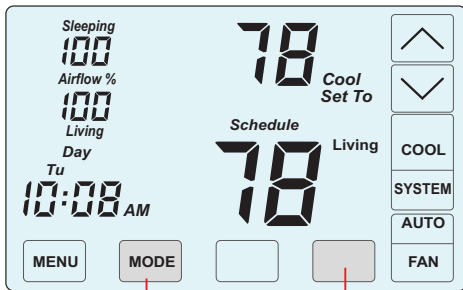 Sleeping
100
Airflow %
100
Living
Day
Tu
10:08 AM
78
Cool
Set To
Schedule
78
Living
COOL
SYSTEM
AUTO
FAN
MENU
MODE